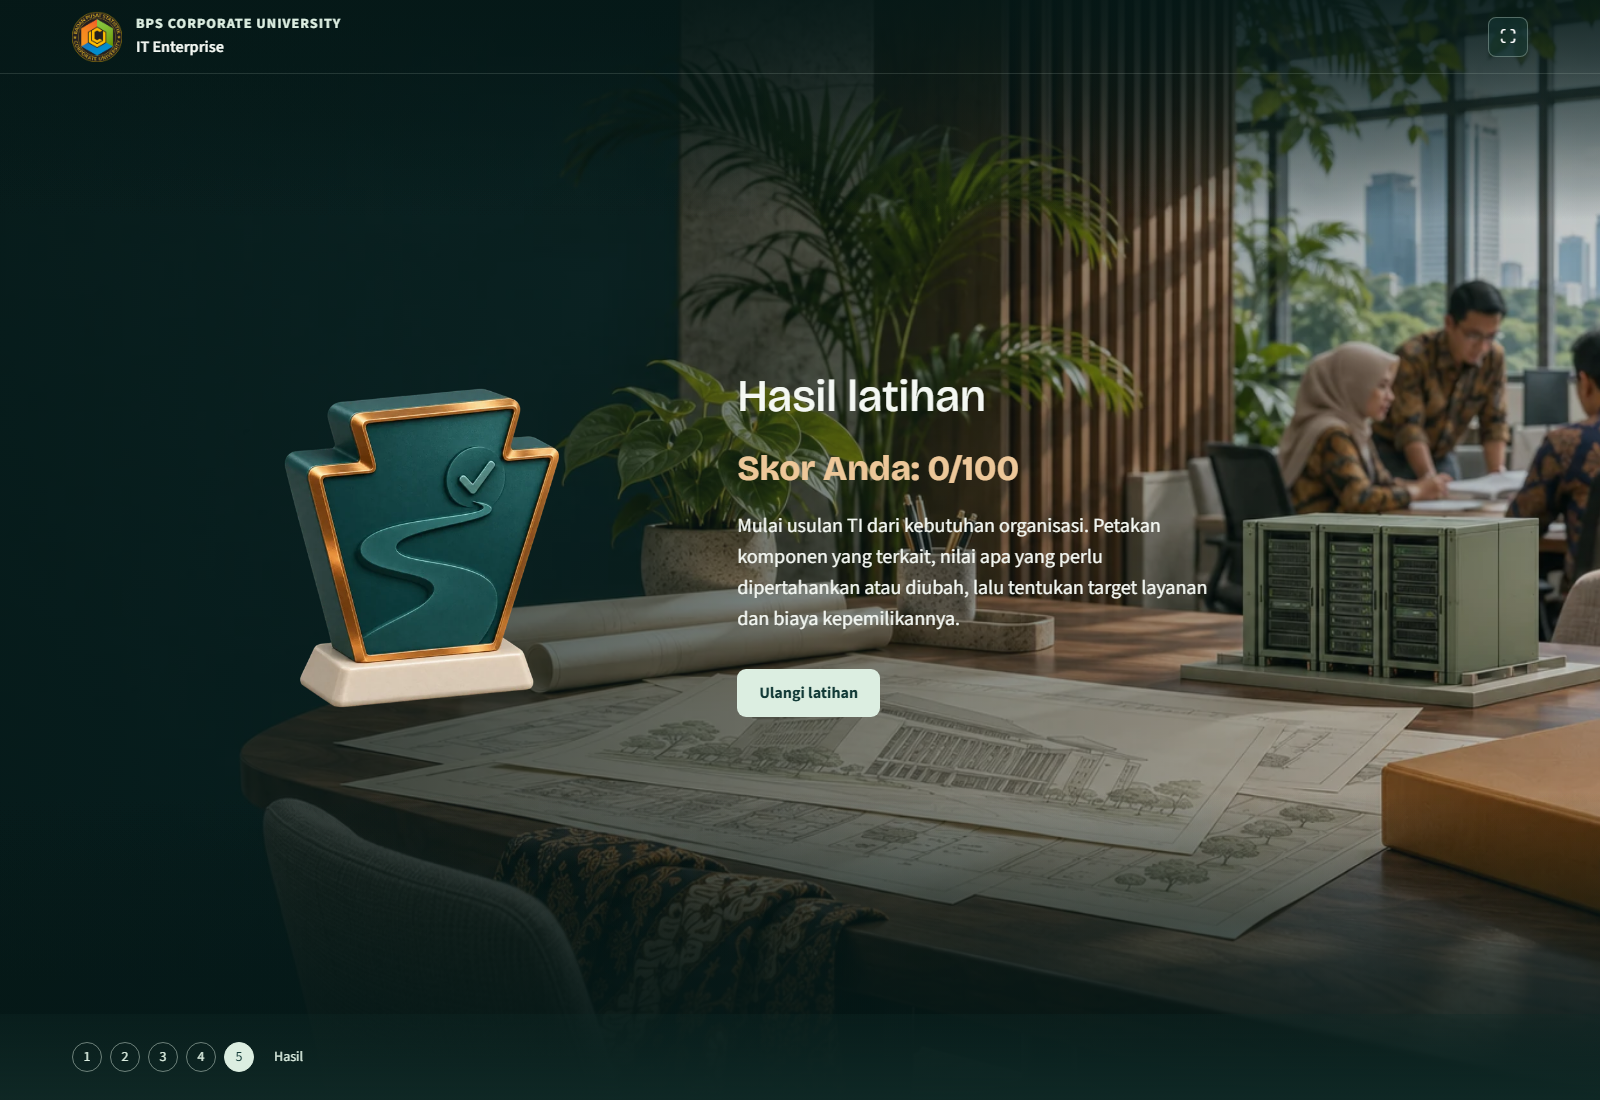 BPS CORPORATE UNIVERSITY
IT Enterprise
Hasil latihan
Skor Anda: 0/100
Mulai usulan TI dari kebutuhan organisasi. Petakan
komponen yang terkait, nilai apa yang perlu
dipertahankan atau diubah, lalu tentukan target layanan
dan biaya kepemilikannya.
Ulangi latihan
1 2 3 4 5 Hasil